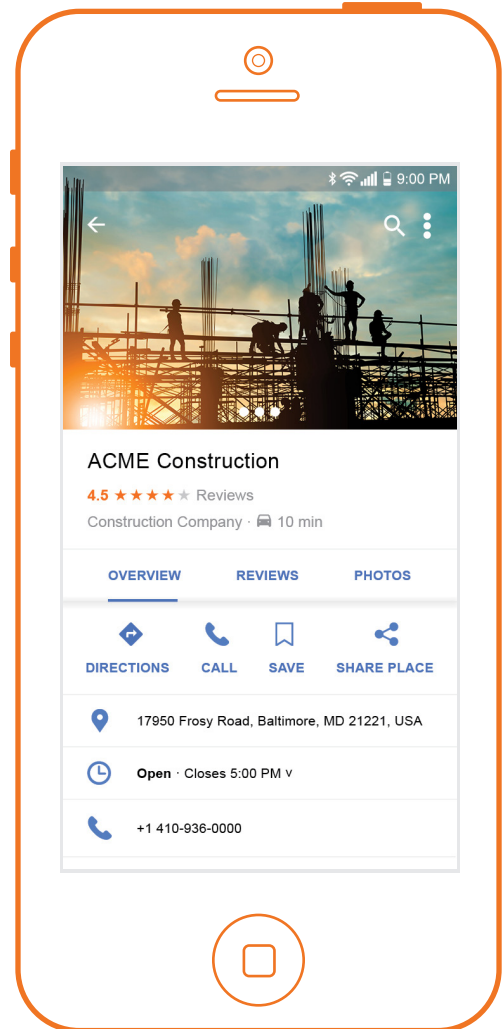 9:00 PM
ACME Construction
4.5 ★★★★★ Reviews
Construction Company · 10 min
OVERVIEW REVIEWS PHOTOS
DIRECTIONS CALL SAVE SHARE PLACE
17950 Frosy Road, Baltimore, MD 21221, USA
Open · Closes 5:00 PM v
+1 410-936-0000